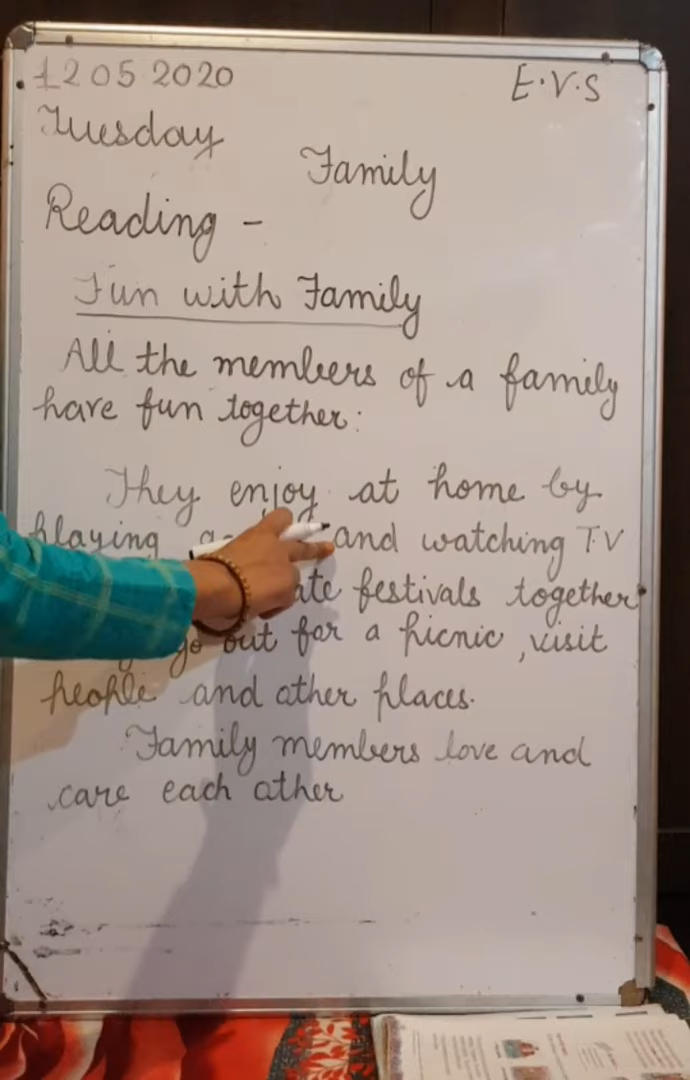 12 05 2020
E.V.S
Tuesday
Family
Reading -
Fun with Family
All the members of a family
have fun together:
They enjoy at home by
playing and watching TV
festivals together
go out for a picnic, visit
people and other places.
Family members love and
care each other